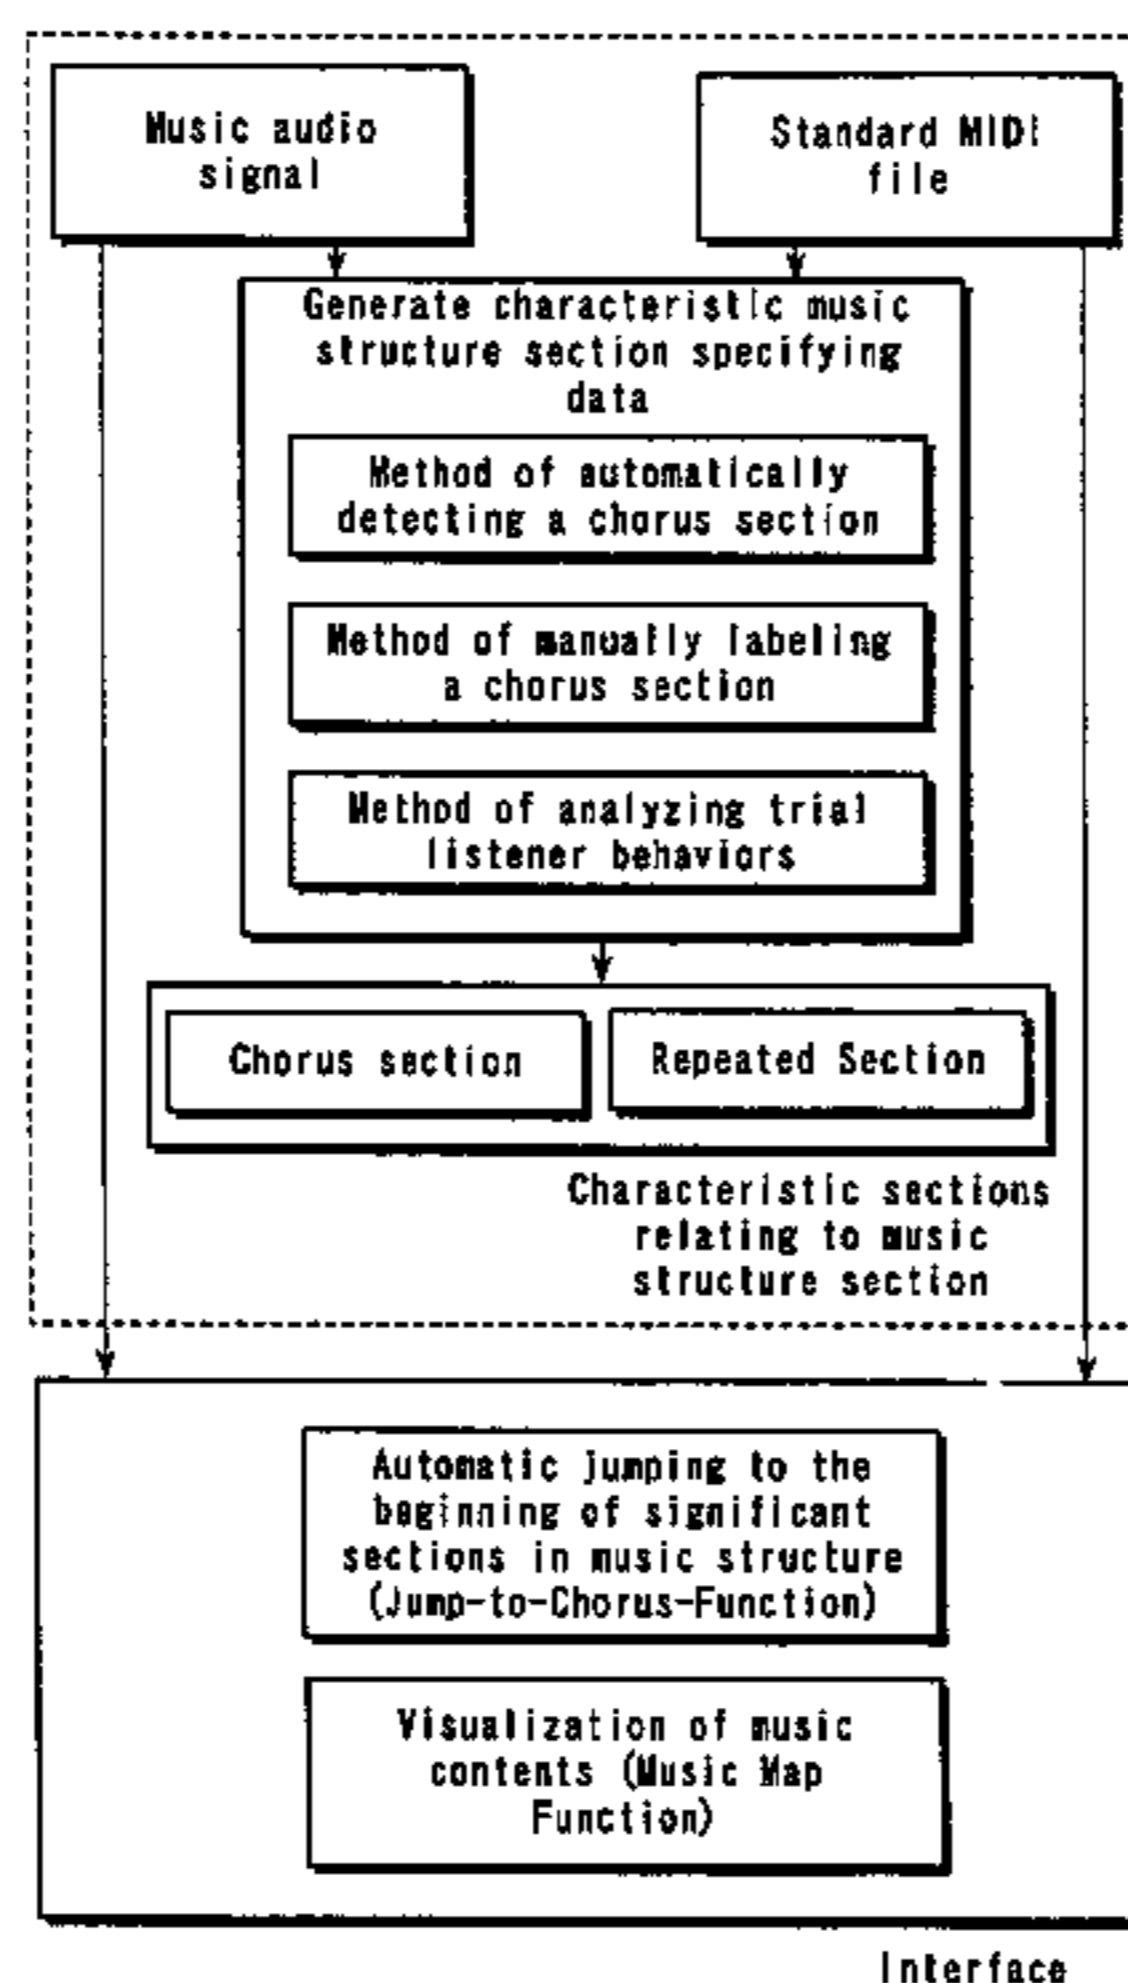 Music audio
signal
Standard MIDI
file
Generate characteristic music
structure section specifying
data
Method of automatically
detecting a chorus section
Method of manually labeling
a chorus section
Method of analyzing trial
listener behaviors
Chorus section
Repeated Section
Characteristic sections
relating to music
structure section
Automatic jumping to the
beginning of significant
sections in music structure
(Jump-to-Chorus-Function)
Visualization of music
contents (Music Map
Function)
Interface